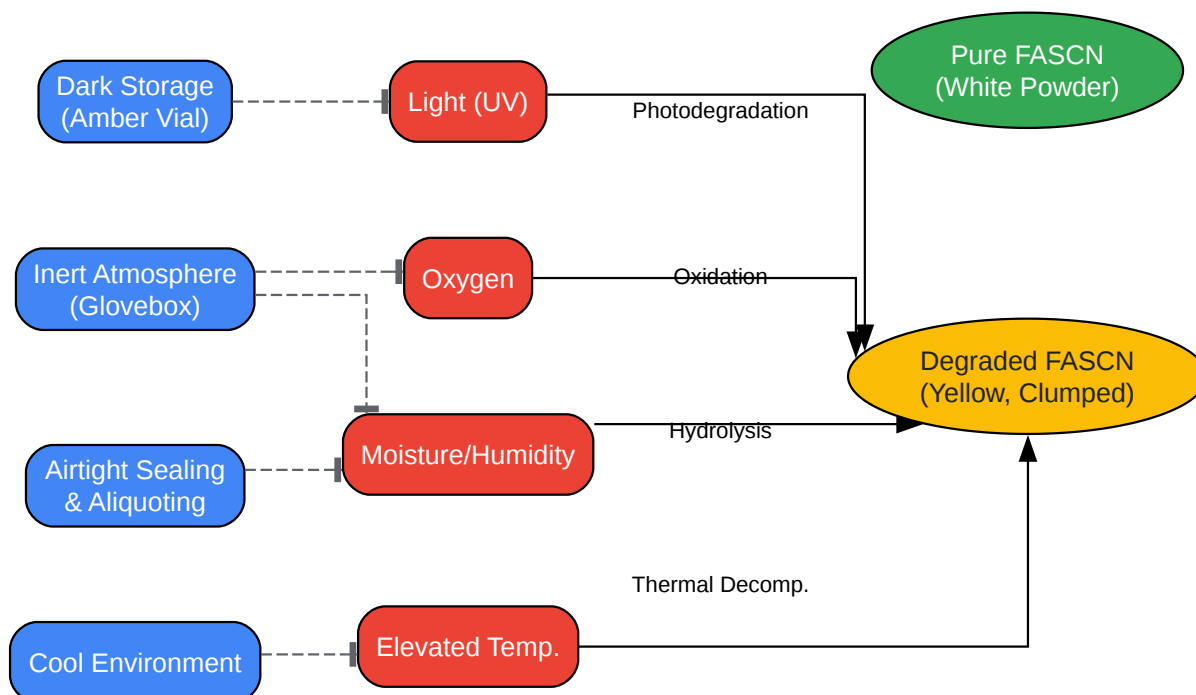 Dark Storage
(Amber Vial)
Light (UV)
Photodegradation
Pure FASCN
(White Powder)
Inert Atmosphere
(Glovebox)
Oxygen
Oxidation
Degraded FASCN
(Yellow, Clumped)
Airtight Sealing
& Aliquoting
Moisture/Humidity
Hydrolysis
Thermal Decomp.
Cool Environment
Elevated Temp.